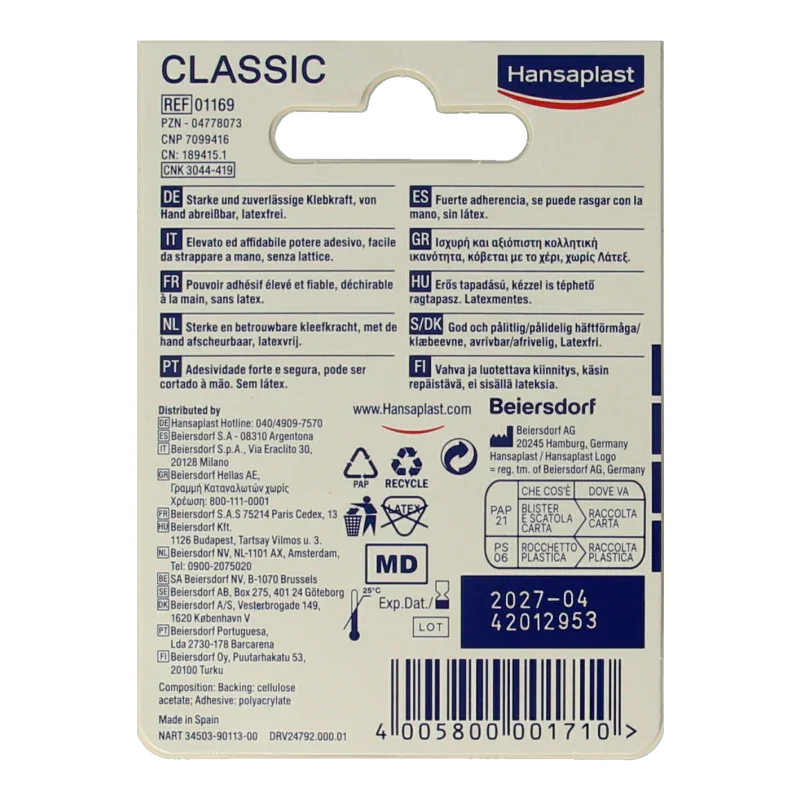 CLASSIC
Hansaplast
REF 01169
PZN - 04778073
CNP 7099416
CN: 189415.1
CNK 3044-419
DE Starke und zuverlässige Klebkraft, von
Hand abreißbar, latexfrei.
IT Elevato ed affidabile potere adesivo, facile
da strappare a mano, senza lattice.
FR Pouvoir adhésif élevé et fiable, déchirable
à la main, sans latex.
NL Sterke en betrouwbare kleefkracht, met de
hand afscheurbaar, latexvrij.
PT Adesividade forte e segura, pode ser
cortado à mão. Sem látex.
ES Fuerte adherencia, se puede rasgar con la
mano, sin látex.
GR Ισχυρή και αξιόπιστη κολλητική
ικανότητα, κόβεται με το χέρι, χωρίς Λάτεξ.
HU Erős tapadású, kézzel is téphető
ragtapasz. Latexmentes.
S/DK God och pålitlig/pålidelig häftförmåga/
klæbeevne, avrivbar/afrivelig, Latexfri.
FI Vahva ja luotettava kiinnitys, käsin
repäistävä, ei sisällä lateksia.
Distributed by
DE Hansaplast Hotline: 040/4909-7570
ES Beiersdorf S.A - 08310 Argentona
IT Beiersdorf S.p.A., Via Eraclito 30,
20128 Milano
GR Beiersdorf Hellas AE,
Γραμμή Καταναλωτών χωρίς
Χρέωση: 800-111-0001
FR Beiersdorf S.A.S 75214 Paris Cedex, 13
HU Beiersdorf Kft.
1126 Budapest, Tartsay Vilmos u. 3.
NL Beiersdorf NV, NL-1101 AX, Amsterdam,
Tel: 0900-2075020
BE SA Beiersdorf NV, B-1070 Brussels
SE Beiersdorf AB, Box 275, 401 24 Göteborg
DK Beiersdorf A/S, Vesterbrogade 149,
1620 København V
PT Beiersdorf Portuguesa,
Lda 2730-178 Barcarena
FI Beiersdorf Oy, Puutarhakatu 53,
20100 Turku
Composition: Backing: cellulose
acetate; Adhesive: polyacrylate
Made in Spain
NART 34503-90113-00 DRV24792.000.01
www.Hansaplast.com
PAP
RECYCLE
LATEX
MD
25°C
Exp.Dat./
LOT
Beiersdorf
Beiersdorf AG
20245 Hamburg, Germany
Hansaplast / Hansaplast Logo
= reg. tm. of Beiersdorf AG, Germany
CHE COS'È DOVE VA
PAP 21 BLISTER E SCATOLA CARTA RACCOLTA CARTA
PS 06 ROCCHETTO PLASTICA RACCOLTA PLASTICA
2027-04
42012953
4 005800 001710 >